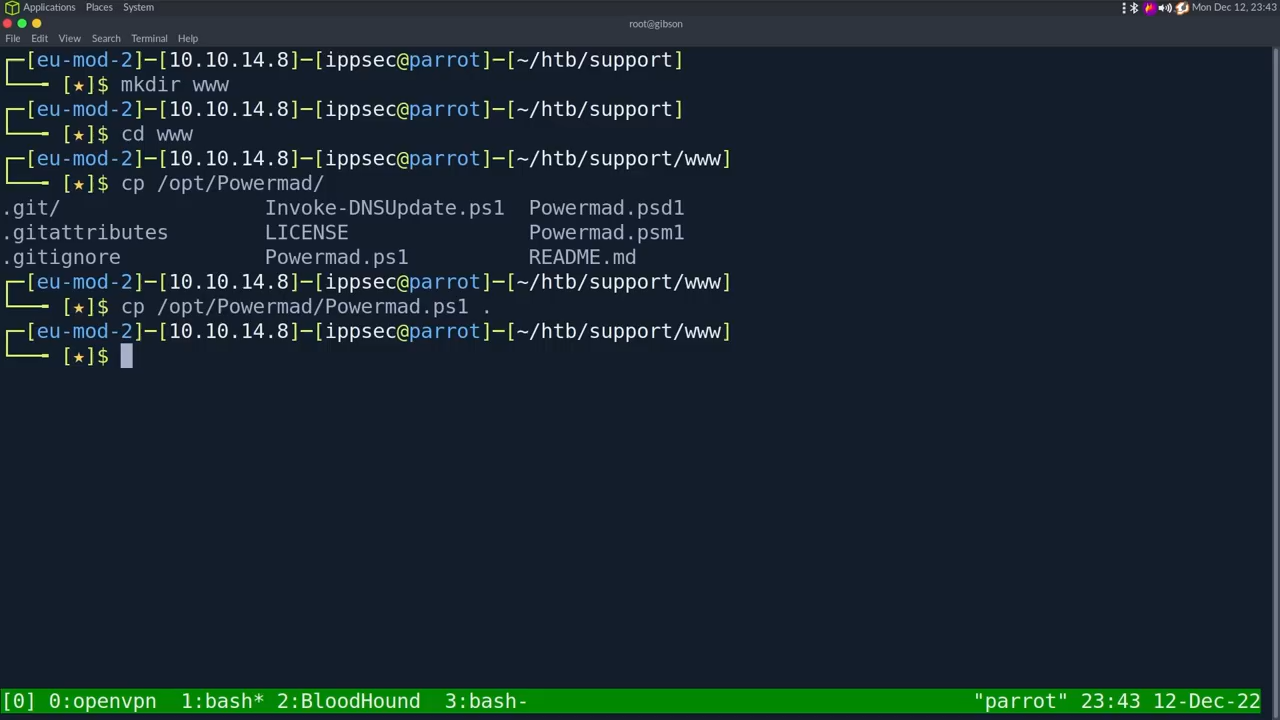 Applications Places System Mon Dec 12, 23:43
root@gibson
File Edit View Search Terminal Help
┌─[eu-mod-2]─[10.10.14.8]─[ippsec@parrot]─[~/htb/support]
└──╼ [★]$ mkdir www
┌─[eu-mod-2]─[10.10.14.8]─[ippsec@parrot]─[~/htb/support]
└──╼ [★]$ cd www
┌─[eu-mod-2]─[10.10.14.8]─[ippsec@parrot]─[~/htb/support/www]
└──╼ [★]$ cp /opt/Powermad/
.git/ Invoke-DNSUpdate.ps1 Powermad.psd1
.gitattributes LICENSE Powermad.psm1
.gitignore Powermad.ps1 README.md
┌─[eu-mod-2]─[10.10.14.8]─[ippsec@parrot]─[~/htb/support/www]
└──╼ [★]$ cp /opt/Powermad/Powermad.ps1 .
┌─[eu-mod-2]─[10.10.14.8]─[ippsec@parrot]─[~/htb/support/www]
└──╼ [★]$
[0] 0:openvpn 1:bash* 2:BloodHound 3:bash- "parrot" 23:43 12-Dec-22